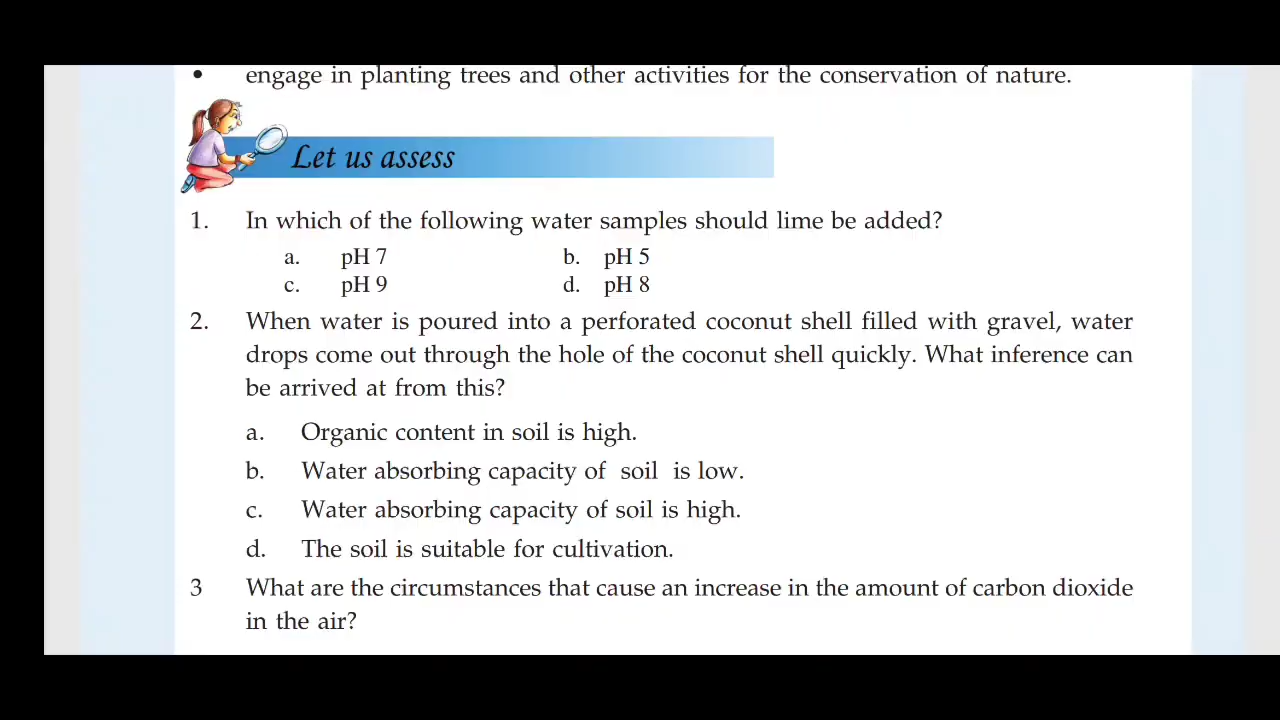 • engage in planting trees and other activities for the conservation of nature.
Let us assess
1. In which of the following water samples should lime be added?
a. pH 7 b. pH 5
c. pH 9 d. pH 8
2. When water is poured into a perforated coconut shell filled with gravel, water
drops come out through the hole of the coconut shell quickly. What inference can
be arrived at from this?
a. Organic content in soil is high.
b. Water absorbing capacity of soil is low.
c. Water absorbing capacity of soil is high.
d. The soil is suitable for cultivation.
3 What are the circumstances that cause an increase in the amount of carbon dioxide
in the air?